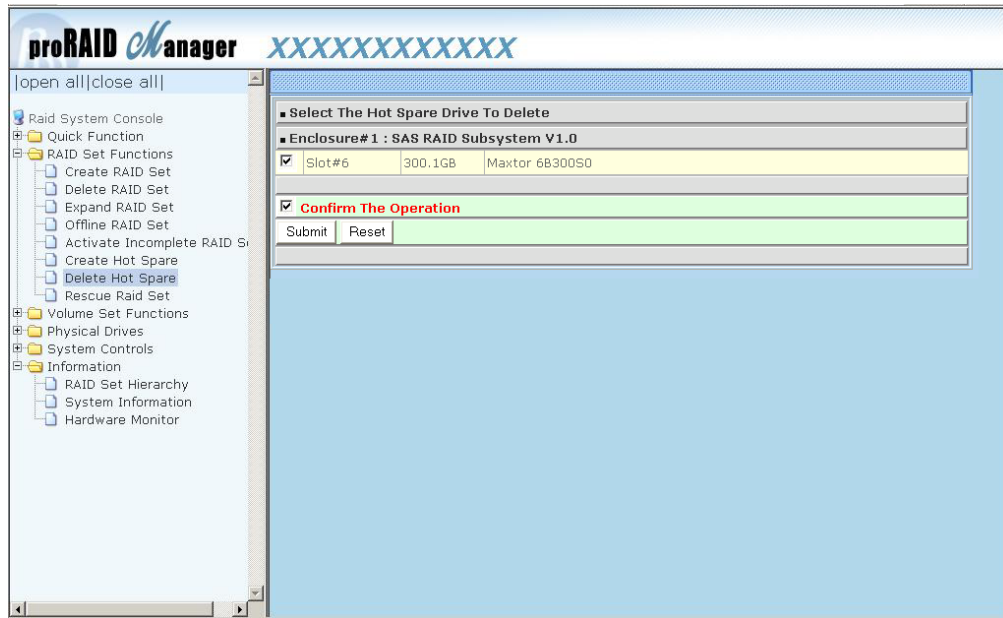 proRAID Manager XXXXXXXXXXXX
|open all|close all|
Raid System Console
Quick Function
RAID Set Functions
Create RAID Set
Delete RAID Set
Expand RAID Set
Offline RAID Set
Activate Incomplete RAID S
Create Hot Spare
Delete Hot Spare
Rescue Raid Set
Volume Set Functions
Physical Drives
System Controls
Information
RAID Set Hierarchy
System Information
Hardware Monitor
Select The Hot Spare Drive To Delete
Enclosure#1 : SAS RAID Subsystem V1.0
Slot#6 300.1GB Maxtor 6B300S0
Confirm The Operation
Submit Reset